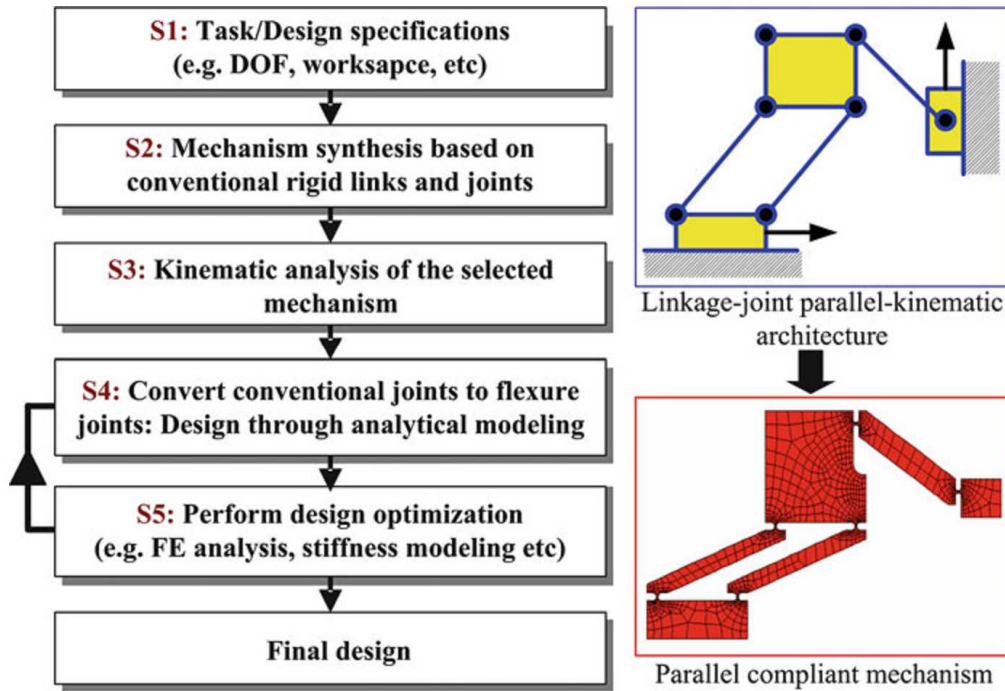 S1: Task/Design specifications
(e.g. DOF, worksapce, etc)
S2: Mechanism synthesis based on
conventional rigid links and joints
S3: Kinematic analysis of the selected
mechanism
S4: Convert conventional joints to flexure
joints: Design through analytical modeling
S5: Perform design optimization
(e.g. FE analysis, stiffness modeling etc)
Final design
Linkage-joint parallel-kinematic
architecture
Parallel compliant mechanism